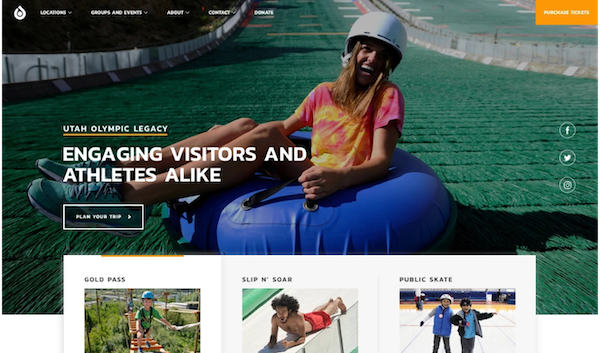 LOCATIONS GROUPS AND EVENTS ABOUT CONTACT DONATE PURCHASE TICKETS
UTAH OLYMPIC LEGACY
ENGAGING VISITORS AND
ATHLETES ALIKE
PLAN YOUR TRIP
GOLD PASS SLIP N' SOAR PUBLIC SKATE